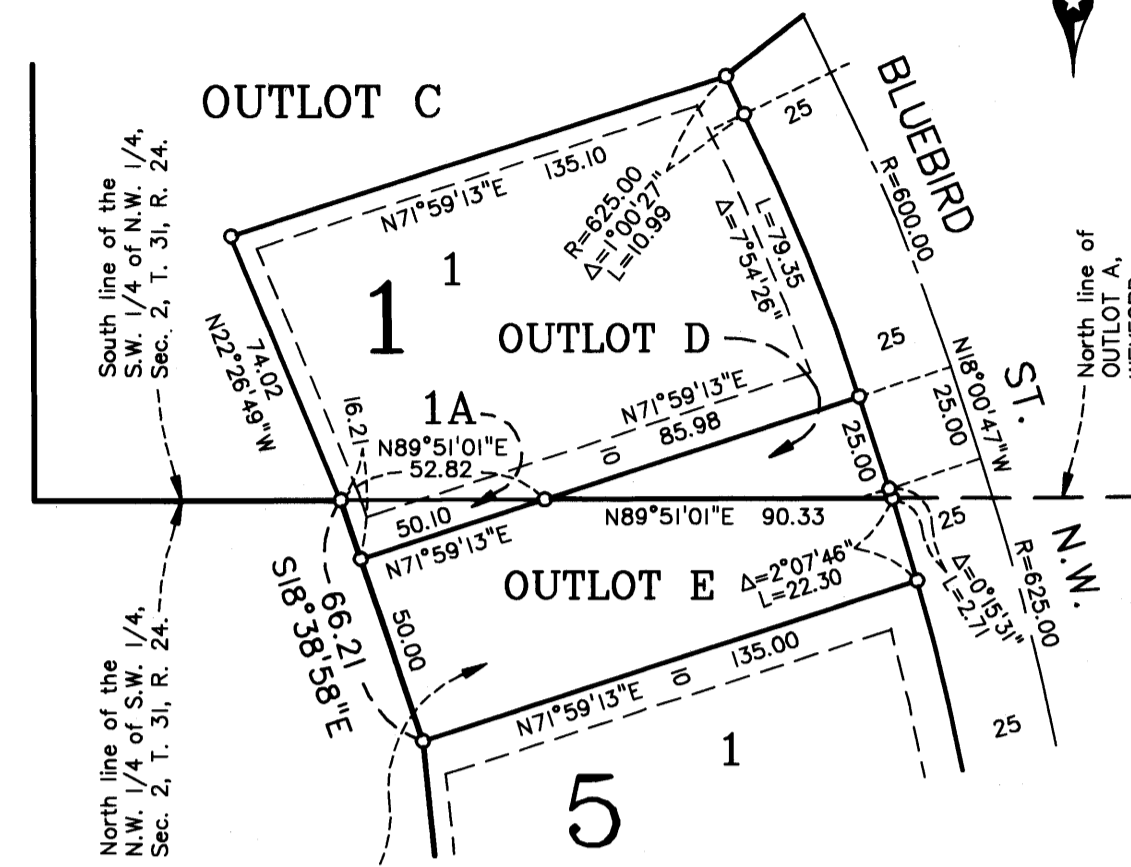 OUTLOT C
BLUEBIRD
ST.
N.W.
25
R=600.00
N71°59'13"E
135.10
R=625.00
Δ=1°00'27"
L=10.99
L=79.35
Δ=7°54'26"
South line of the
S.W. 1/4 of N.W. 1/4,
Sec. 2, T. 31, R. 24.
North line of
OUTLOT A,
1
1
OUTLOT D
25
N18°00'47"W
25.00
25.00
74.02
N22°26'49"W
16.21
1A
N89°51'01"E
52.82
N71°59'13"E
85.98
10
50.10
N71°59'13"E
N89°51'01"E 90.33
25
Δ=0°15'31"
L=2.71
R=625.00
OUTLOT E
Δ=2°07'46"
L=22.30
66.21
S18°38'58"E
50.00
North line of the
N.W. 1/4 of S.W. 1/4,
Sec. 2, T. 31, R. 24.
135.00
N71°59'13"E
10
1
5
25